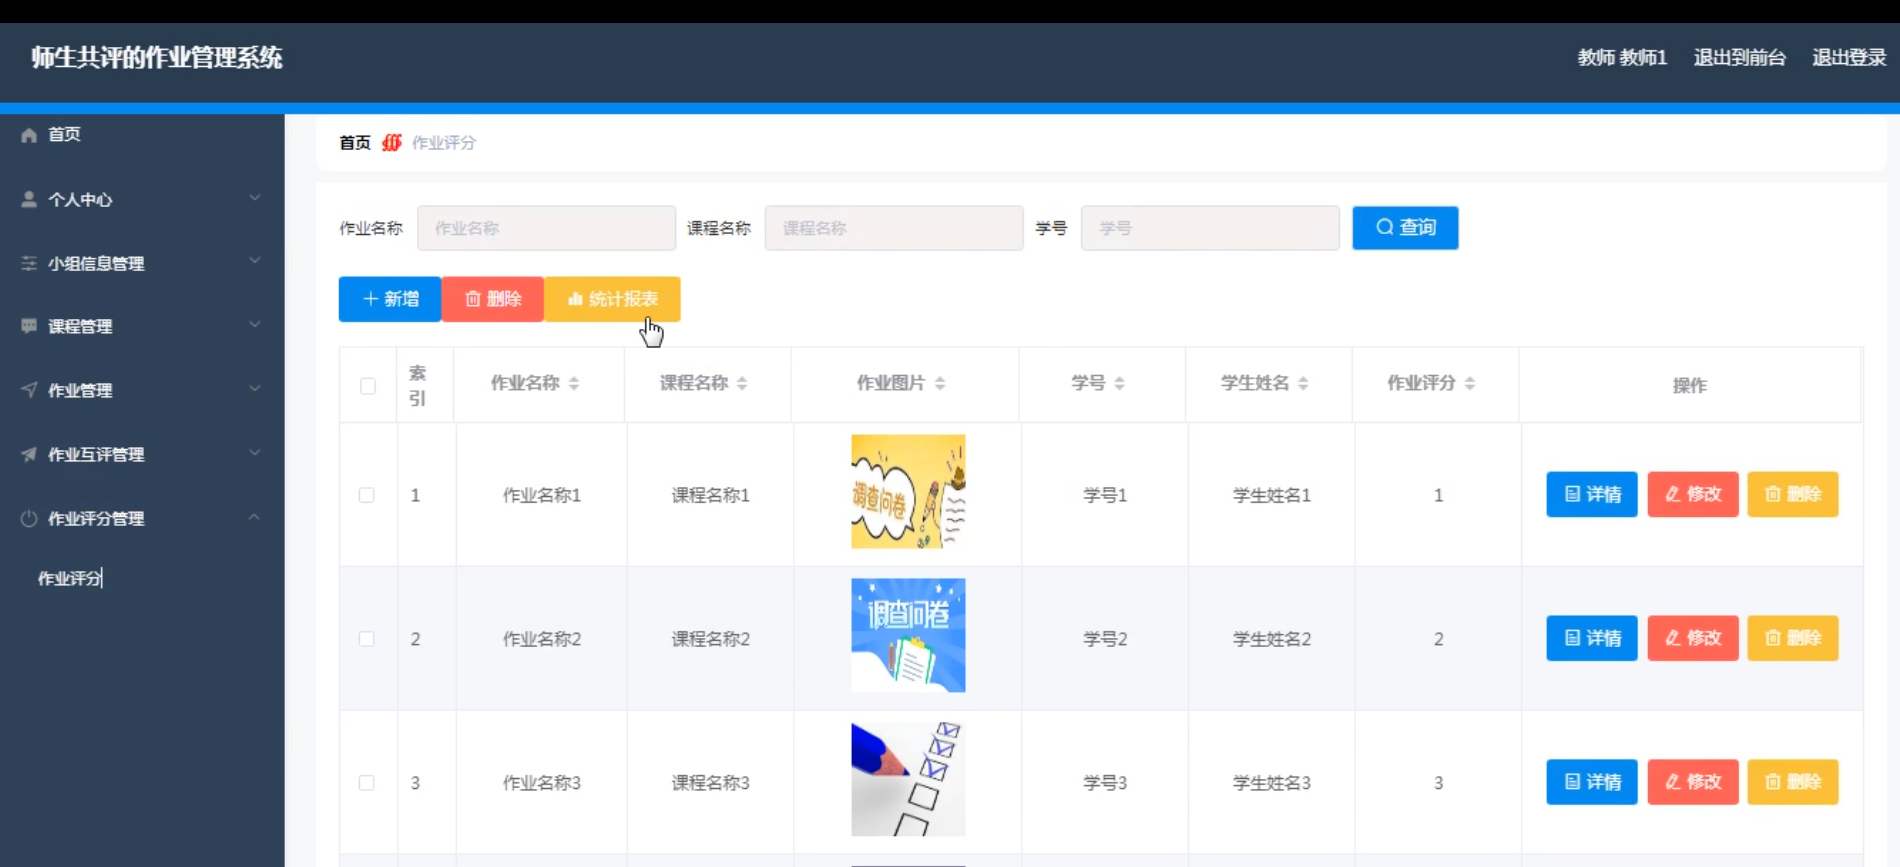 师生共评的作业管理系统
教师 教师1 退出到前台 退出登录
首页
个人中心
小组信息管理
课程管理
作业管理
作业互评管理
作业评分管理
作业评分
首页 作业评分
作业名称 作业名称 课程名称 课程名称 学号 学号 查询
新增 删除 统计报表
索引 作业名称 课程名称 作业图片 学号 学生姓名 作业评分 操作
1 作业名称1 课程名称1 调查问卷 学号1 学生姓名1 1 详情 修改 删除
2 作业名称2 课程名称2 调查问卷 学号2 学生姓名2 2 详情 修改 删除
3 作业名称3 课程名称3 学号3 学生姓名3 3 详情 修改 删除